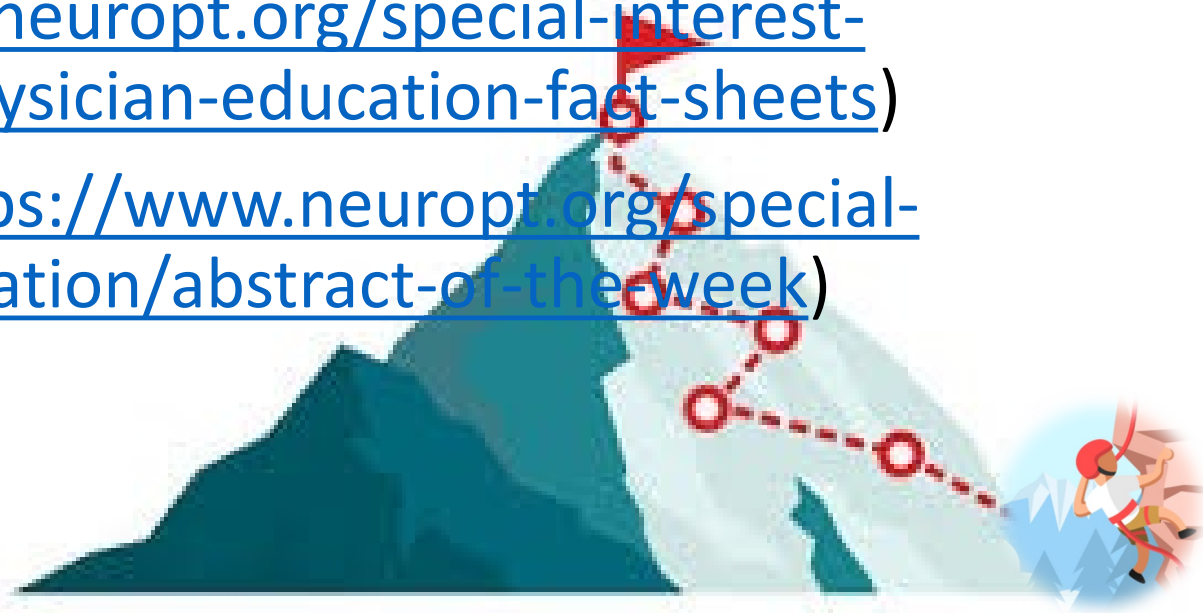 neuropt.org/special-interest-
ysician-education-fact-sheets)
ps://www.neuropt.org/special-
ation/abstract-of-the-week)